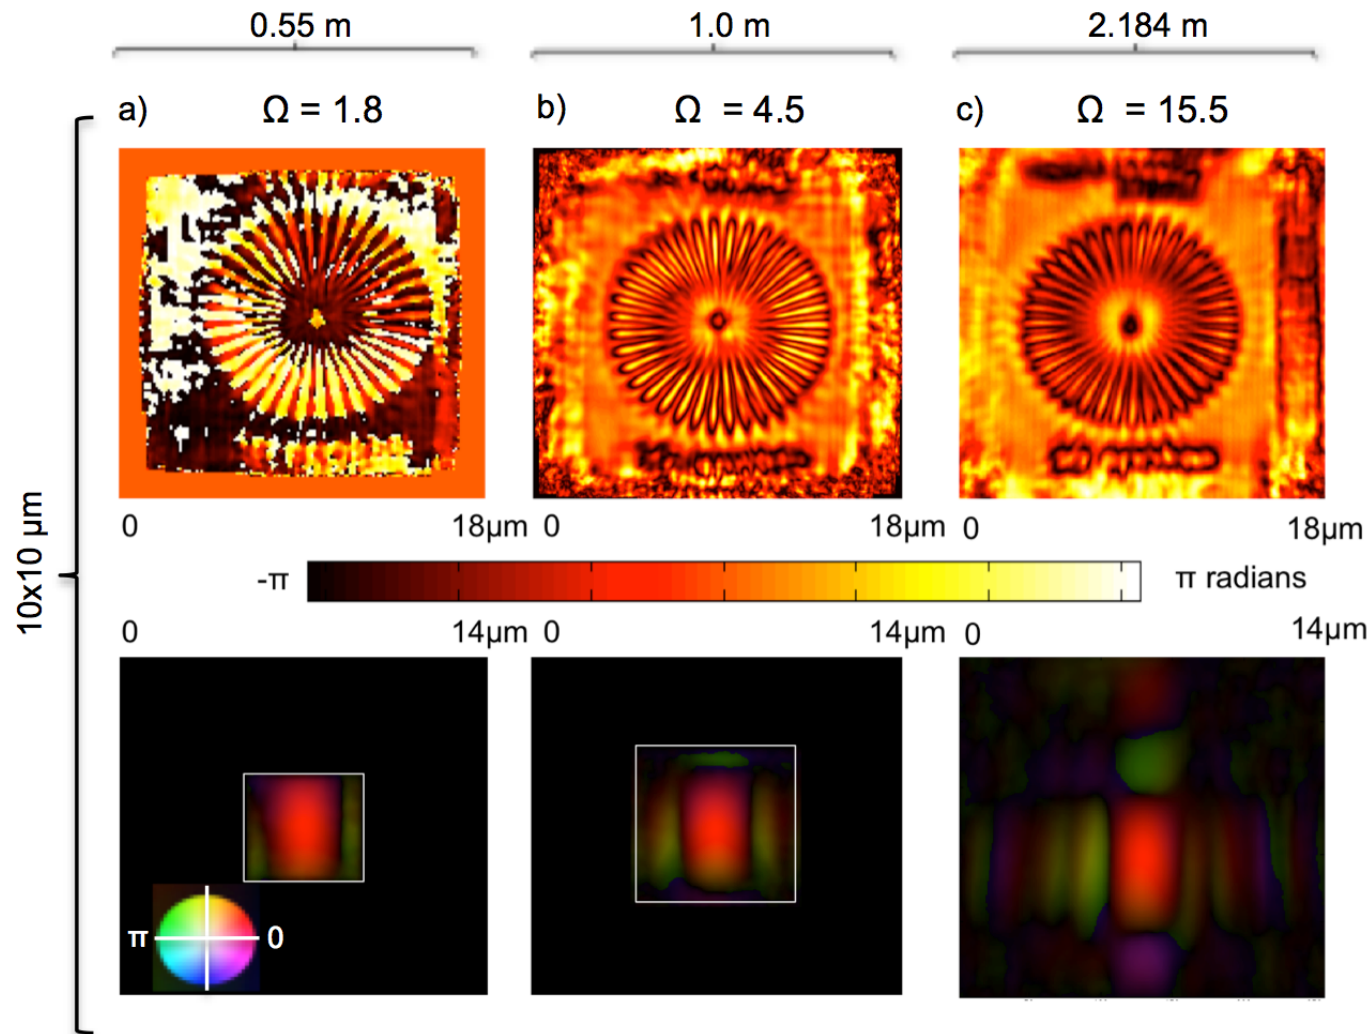 0.55 m 1.0 m 2.184 m
a) Ω = 1.8 b) Ω = 4.5 c) Ω = 15.5
10x10 µm
0 18µm 0 18µm 0 18µm
-π π radians
0 14µm 0 14µm 0 14µm
π 0